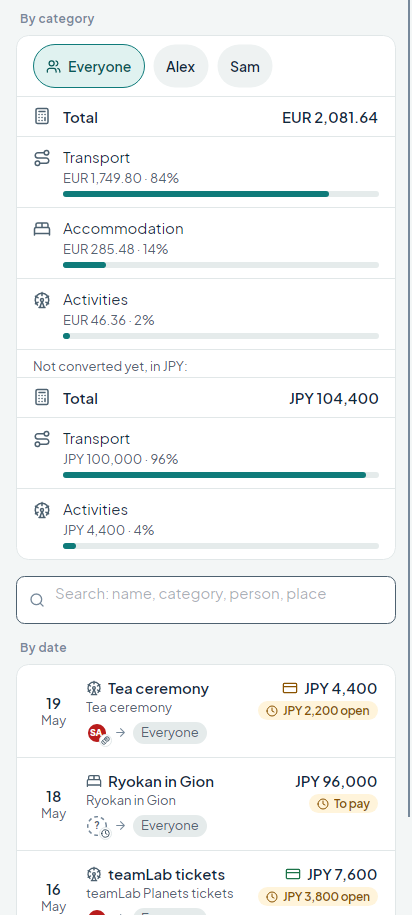 By category
Everyone
Alex
Sam
Total
EUR 2,081.64
Transport
EUR 1,749.80 · 84%
Accommodation
EUR 285.48 · 14%
Activities
EUR 46.36 · 2%
Not converted yet, in JPY:
Total
JPY 104,400
Transport
JPY 100,000 · 96%
Activities
JPY 4,400 · 4%
Search: name, category, person, place
By date
19
May
Tea ceremony
JPY 4,400
Tea ceremony
JPY 2,200 open
SA
Everyone
18
May
Ryokan in Gion
JPY 96,000
Ryokan in Gion
To pay
?
Everyone
16
May
teamLab tickets
JPY 7,600
teamLab Planets tickets
JPY 3,800 open